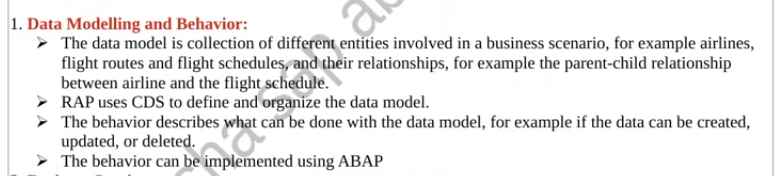 1. Data Modelling and Behavior:
➢ The data model is collection of different entities involved in a business scenario, for example airlines,
flight routes and flight schedules, and their relationships, for example the parent-child relationship
between airline and the flight schedule.
➢ RAP uses CDS to define and organize the data model.
➢ The behavior describes what can be done with the data model, for example if the data can be created,
updated, or deleted.
➢ The behavior can be implemented using ABAP